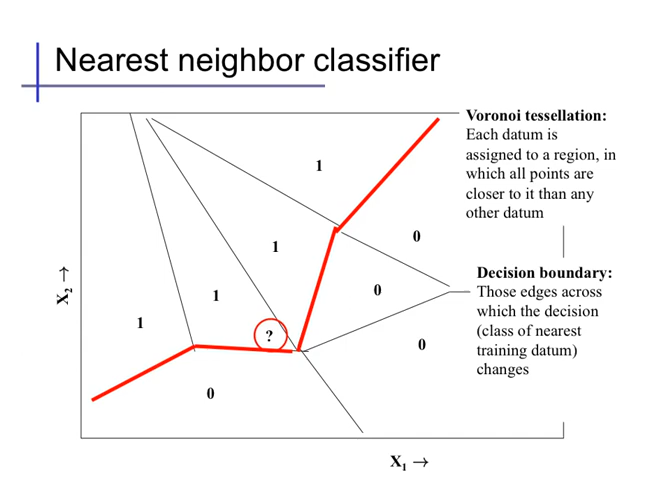 Nearest neighbor classifier
Voronoi tessellation:
Each datum is
assigned to a region, in
which all points are
closer to it than any
other datum
1
0
1
0
1
1
?
0
0
Decision boundary:
Those edges across
which the decision
(class of nearest
training datum)
changes
X₂ →
X₁ →